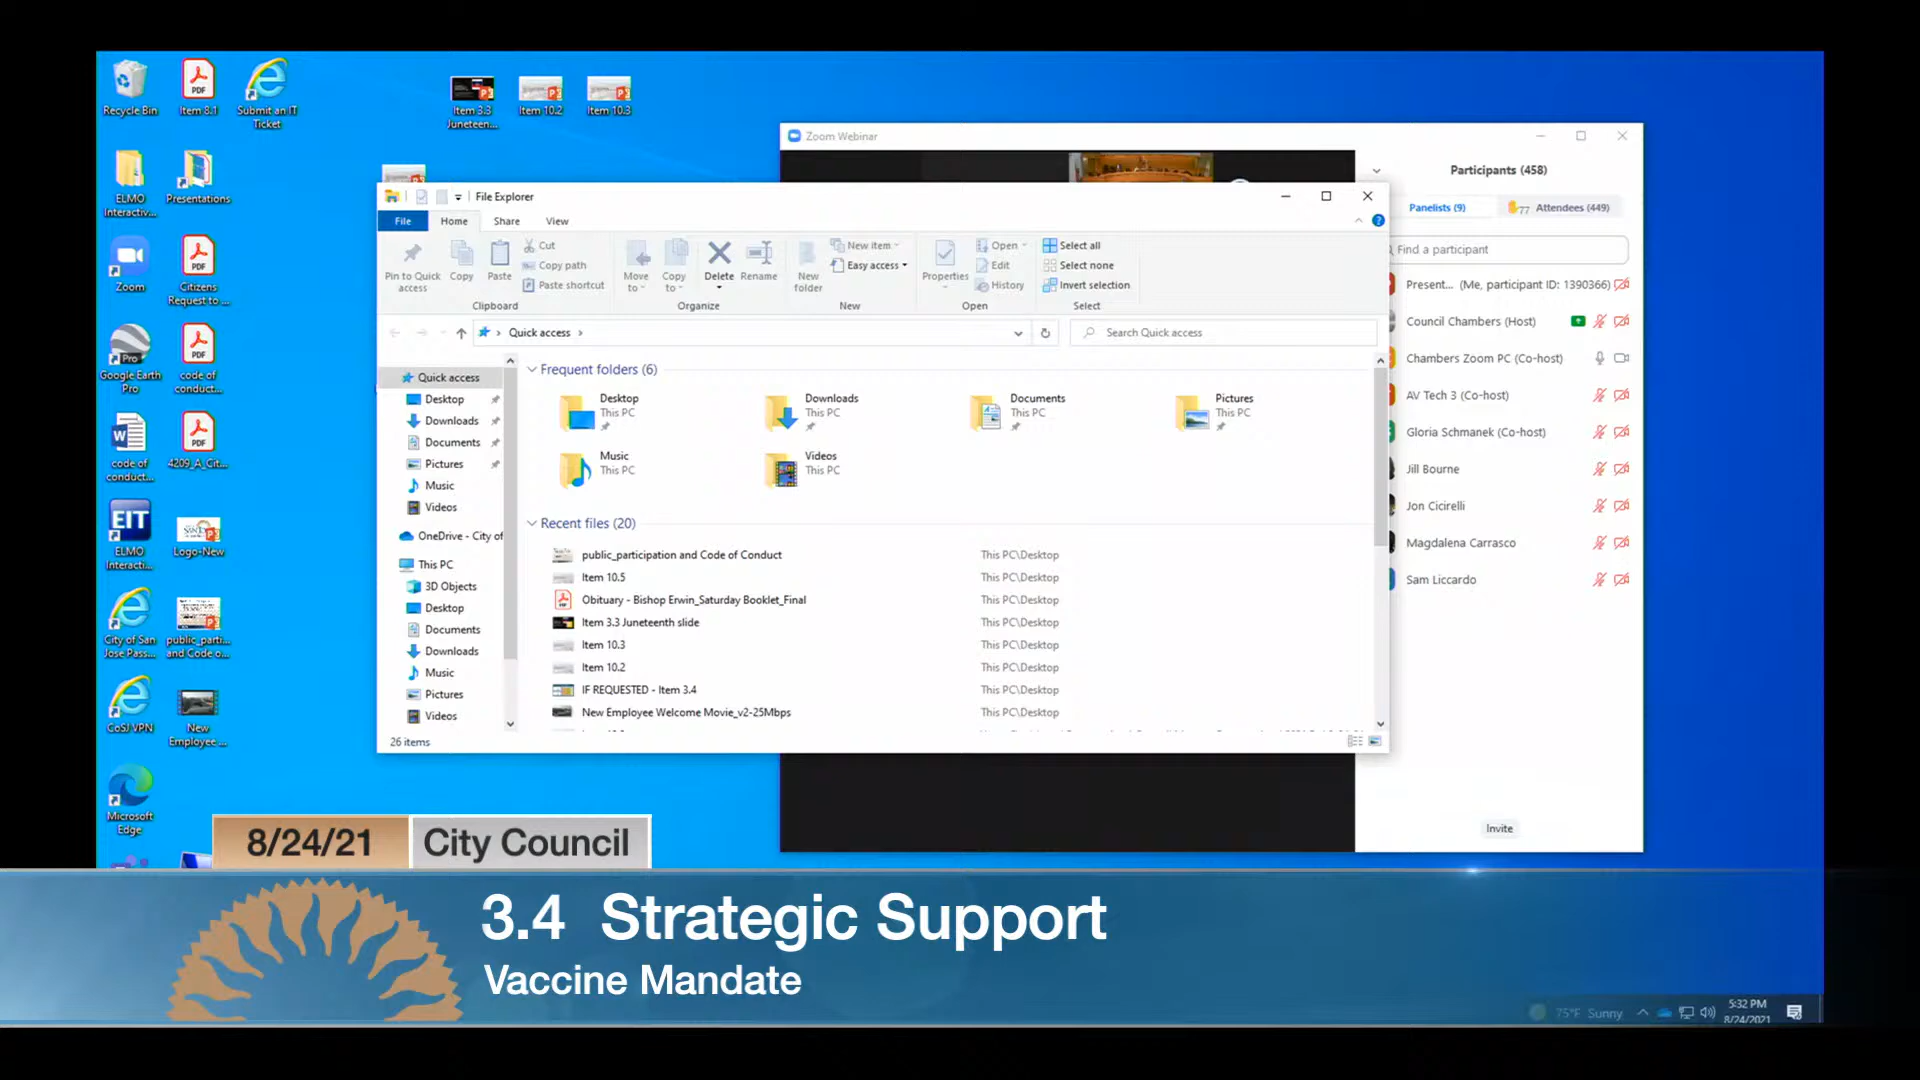 Recycle Bin
Item 8.1
Submit an IT
Ticket
Item 3.3
Juneteen...
Item 10.2
Item 10.3
ELMO
Interactiv...
Presentations
Zoom
Citizens
Request to ...
Google Earth
Pro
code of
conduct...
code of
conduct...
4209_A_Cit...
EIT
ELMO
Interacti...
Logo-New
City of San
Jose Pass...
public_parti...
and Code o...
CoSJ VPN
New
Employee ...
Microsoft
Edge
Zoom Webinar
Participants (458)
Panelists (9)
77
Attendees (449)
Find a participant
Present... (Me, participant ID: 1390366)
Council Chambers (Host)
Chambers Zoom PC (Co-host)
AV Tech 3 (Co-host)
Gloria Schmanek (Co-host)
Jill Bourne
Jon Cicirelli
Magdalena Carrasco
Sam Liccardo
Invite
File Explorer
File Home Share View
Pin to Quick
access
Copy
Paste
Cut
Copy path
Paste shortcut
Clipboard
Move
to
Copy
to
Delete
Rename
Organize
New
folder
New item
Easy access
New
Properties
Open
Edit
History
Open
Select all
Select none
Invert selection
Select
Quick access
Search Quick access
Quick access
Desktop
Downloads
Documents
Pictures
Music
Videos
OneDrive - City of
This PC
3D Objects
Desktop
Documents
Downloads
Music
Pictures
Videos
26 items
Frequent folders (6)
Desktop
This PC
Downloads
This PC
Documents
This PC
Pictures
This PC
Music
This PC
Videos
This PC
Recent files (20)
public_participation and Code of Conduct This PC\Desktop
Item 10.5 This PC\Desktop
Obituary - Bishop Erwin_Saturday Booklet_Final This PC\Desktop
Item 3.3 Juneteenth slide This PC\Desktop
Item 10.3 This PC\Desktop
Item 10.2 This PC\Desktop
IF REQUESTED - Item 3.4 This PC\Desktop
New Employee Welcome Movie_v2-25Mbps This PC\Desktop
8/24/21 City Council
3.4 Strategic Support
Vaccine Mandate
75°F Sunny
5:32 PM
8/24/2021